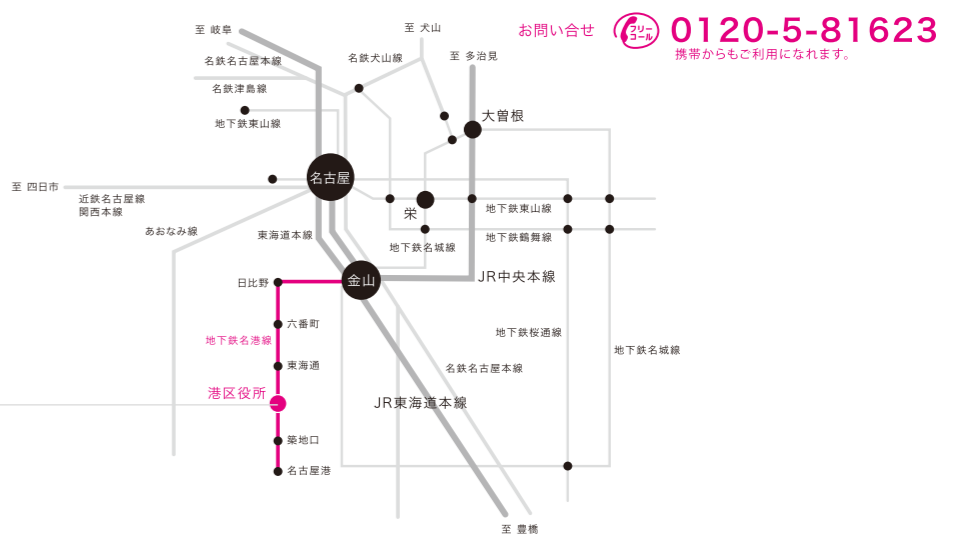 お問い合せ
フリーコール
0120-5-81623
携帯からもご利用になれます。
至 岐阜
至 犬山
至 多治見
名鉄名古屋本線
名鉄犬山線
名鉄津島線
地下鉄東山線
大曽根
名古屋
至 四日市
近鉄名古屋線
関西本線
あおなみ線
東海道本線
栄
地下鉄東山線
地下鉄鶴舞線
地下鉄名城線
金山
JR中央本線
日比野
六番町
地下鉄名港線
東海通
港区役所
築地口
名古屋港
地下鉄桜通線
地下鉄名城線
名鉄名古屋本線
JR東海道本線
至 豊橋